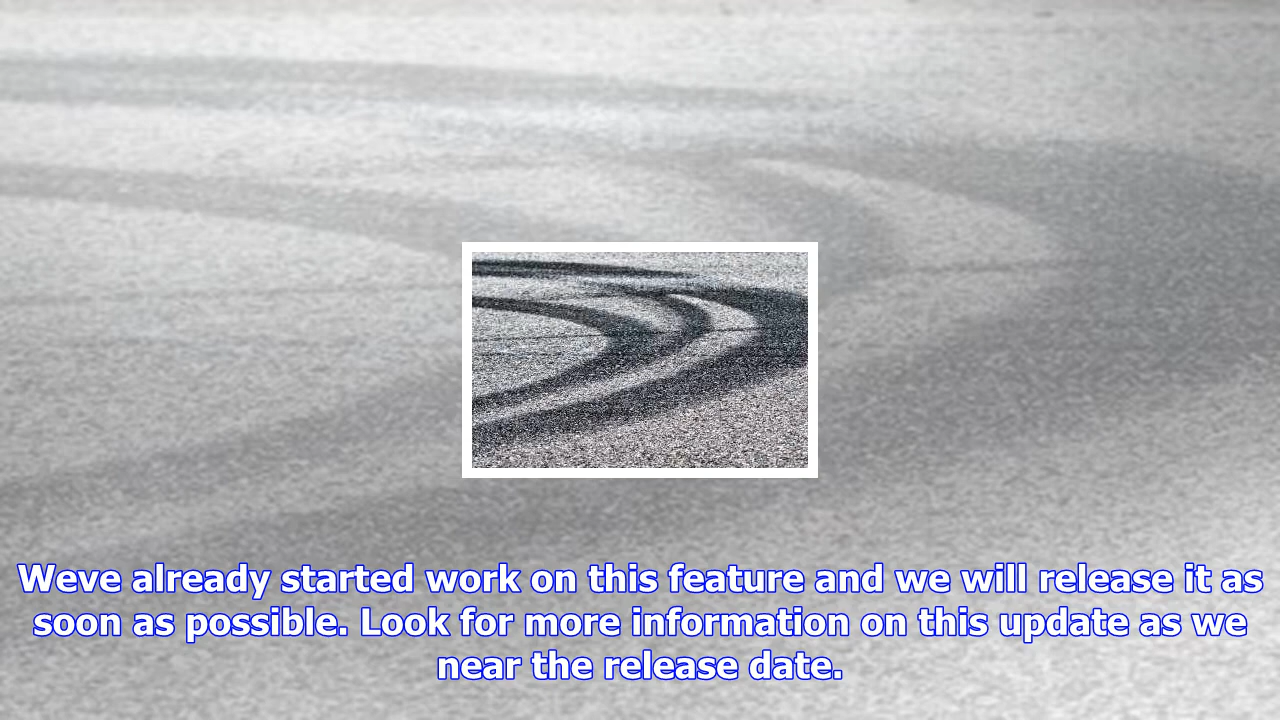 Weve already started work on this feature and we will release it as
soon as possible. Look for more information on this update as we
near the release date.